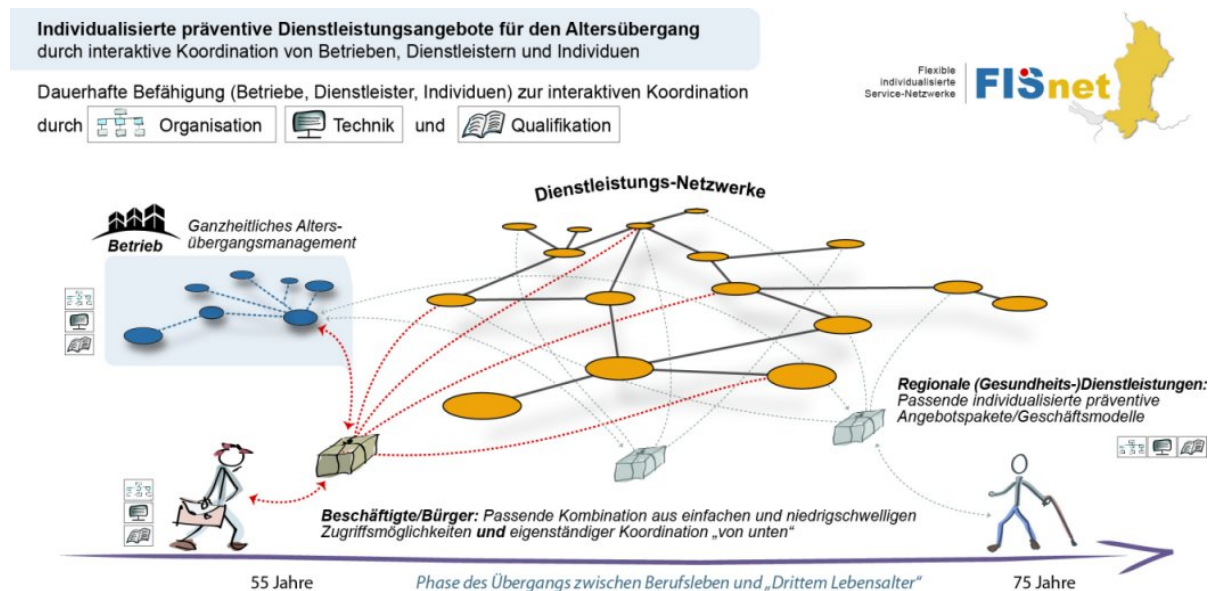 Individualisierte präventive Dienstleistungsangebote für den Altersübergang
durch interaktive Koordination von Betrieben, Dienstleistern und Individuen
Flexible
individualisierte
Service-Netzwerke
FISnet
Dauerhafte Befähigung (Betriebe, Dienstleister, Individuen) zur interaktiven Koordination
durch Organisation Technik und Qualifikation
Dienstleistungs-Netzwerke
Betrieb
Ganzheitliches Alters-
übergangsmanagement
Regionale (Gesundheits-)Dienstleistungen:
Passende individualisierte präventive
Angebotspakete/Geschäftsmodelle
Beschäftigte/Bürger: Passende Kombination aus einfachen und niedrigschwelligen
Zugriffsmöglichkeiten und eigenständiger Koordination „von unten“
55 Jahre
Phase des Übergangs zwischen Berufsleben und „Drittem Lebensalter“
75 Jahre